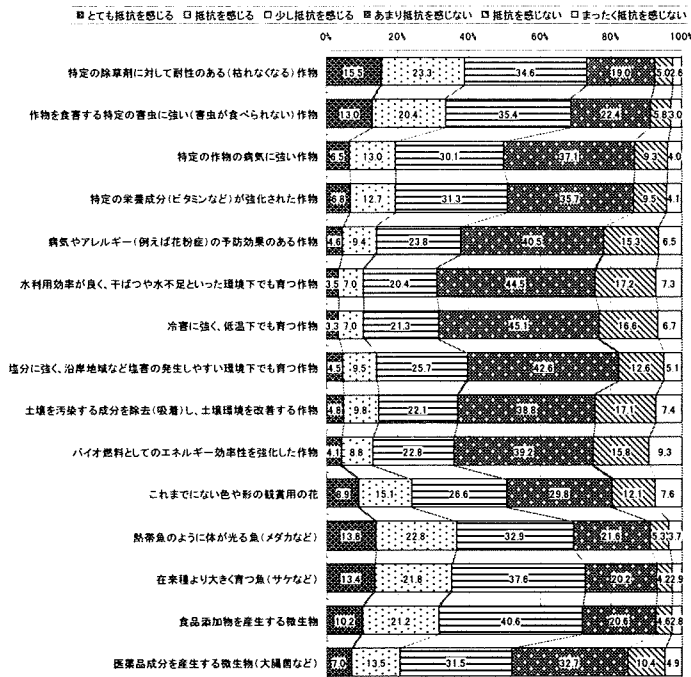 とても抵抗を感じる 抵抗を感じる 少し抵抗を感じる あまり抵抗を感じない 抵抗を感じない まったく抵抗を感じない
0% 20% 40% 60% 80% 100%
特定の除草剤に対して耐性のある(枯れなくなる)作物 15.5 23.3 34.6 19.0 5.0 2.6
作物を食害する特定の害虫に強い(害虫が食べられない)作物 13.0 20.4 35.4 22.4 5.8 3.0
特定の作物の病気に強い作物 6.5 13.0 30.1 37.1 9.3 4.0
特定の栄養成分(ビタミンなど)が強化された作物 6.8 12.7 31.3 35.7 9.5 4.1
病気やアレルギー(例えば花粉症)の予防効果のある作物 4.6 9.4 23.8 40.5 15.3 6.5
水利用効率が良く、干ばつや水不足といった環境下でも育つ作物 3.5 7.0 20.4 44.5 17.2 7.3
冷害に強く、低温下でも育つ作物 3.3 7.0 21.3 45.1 16.6 6.7
塩分に強く、沿岸地域など塩害の発生しやすい環境下でも育つ作物 4.5 9.5 25.7 42.6 12.6 5.1
土壌を汚染する成分を除去(吸着)し、土壌環境を改善する作物 4.8 9.8 22.1 38.8 17.1 7.4
バイオ燃料としてのエネルギー効率性を強化した作物 4.1 8.8 22.8 39.2 15.8 9.3
これまでにない色や形の観賞用の花 8.9 15.1 26.6 29.8 12.1 7.6
熱帯魚のように体が光る魚(メダカなど) 13.8 22.8 32.9 21.6 5.3 3.7
在来種より大きく育つ魚(サケなど) 13.4 21.8 37.6 20.2 4.2 2.9
食品添加物を産生する微生物 10.2 21.2 40.6 20.6 4.6 2.8
医薬品成分を産生する微生物(大腸菌など) 7.0 13.5 31.5 32.7 10.4 4.9